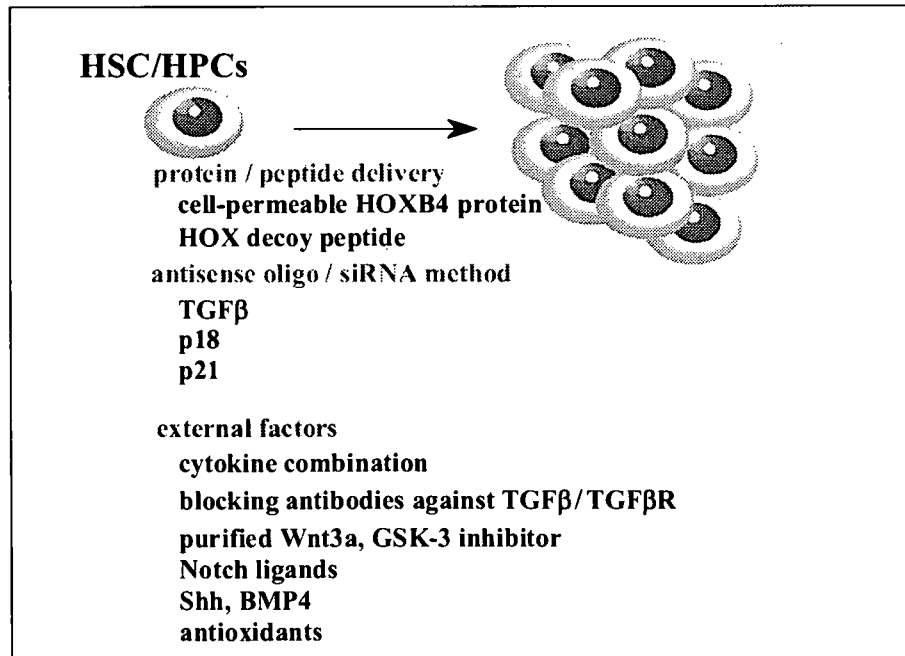 HSC/HPCs
protein / peptide delivery
cell-permeable HOXB4 protein
HOX decoy peptide
antisense oligo / siRNA method
TGFβ
p18
p21
external factors
cytokine combination
blocking antibodies against TGFβ/TGFβR
purified Wnt3a, GSK-3 inhibitor
Notch ligands
Shh, BMP4
antioxidants